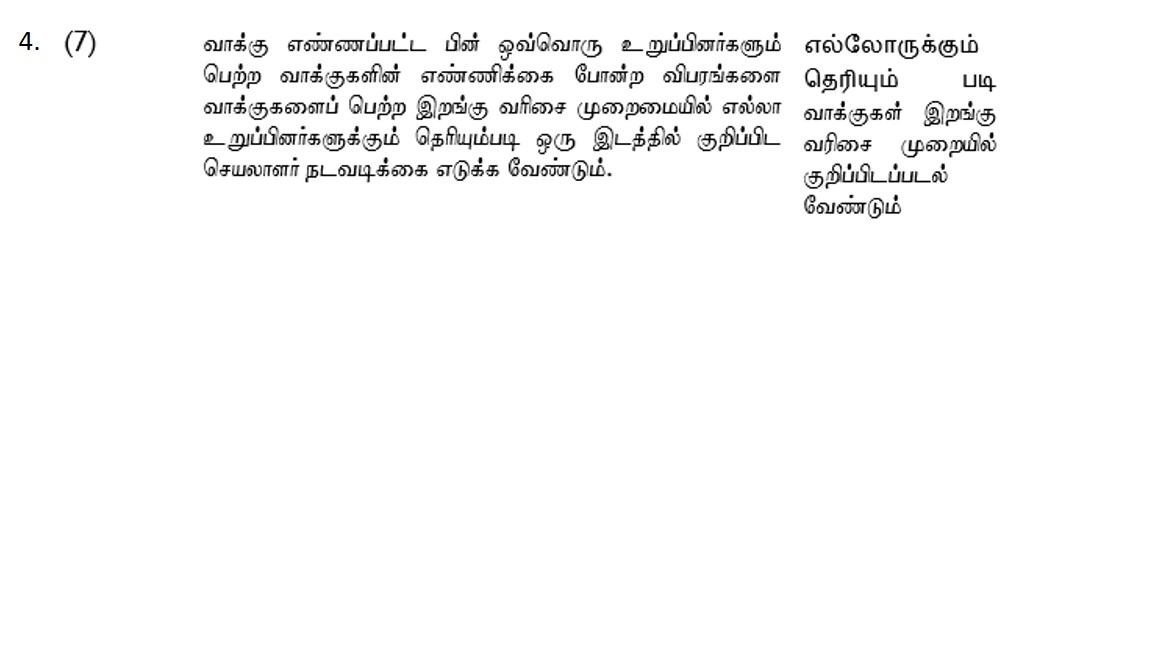 4. (7)
வாக்கு எண்ணப்பட்ட பின் ஒவ்வொரு உறுப்பினர்களும்
பெற்ற வாக்குகளின் எண்ணிக்கை போன்ற விபரங்களை
வாக்குகளைப் பெற்ற இறங்கு வரிசை முறைமையில் எல்லா
உறுப்பினர்களுக்கும் தெரியும்படி ஒரு இடத்தில் குறிப்பிட
செயலாளர் நடவடிக்கை எடுக்க வேண்டும்.
எல்லோருக்கும்
தெரியும் படி
வாக்குகள் இறங்கு
வரிசை முறையில்
குறிப்பிடப்படல்
வேண்டும்